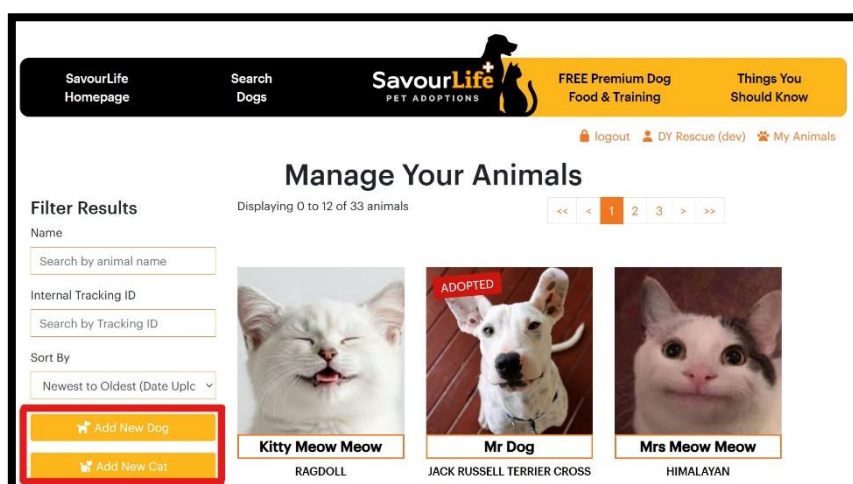 SavourLife
Homepage
Search
Dogs
SavourLife
PET ADOPTIONS
FREE Premium Dog
Food & Training
Things You
Should Know
logout DY Rescue (dev) My Animals
Manage Your Animals
Filter Results
Displaying 0 to 12 of 33 animals
<< < 1 2 3 > >>
Name
Search by animal name
Internal Tracking ID
Search by Tracking ID
Sort By
Newest to Oldest (Date Uplc
Add New Dog
Add New Cat
ADOPTED
Kitty Meow Meow
RAGDOLL
Mr Dog
JACK RUSSELL TERRIER CROSS
Mrs Meow Meow
HIMALAYAN